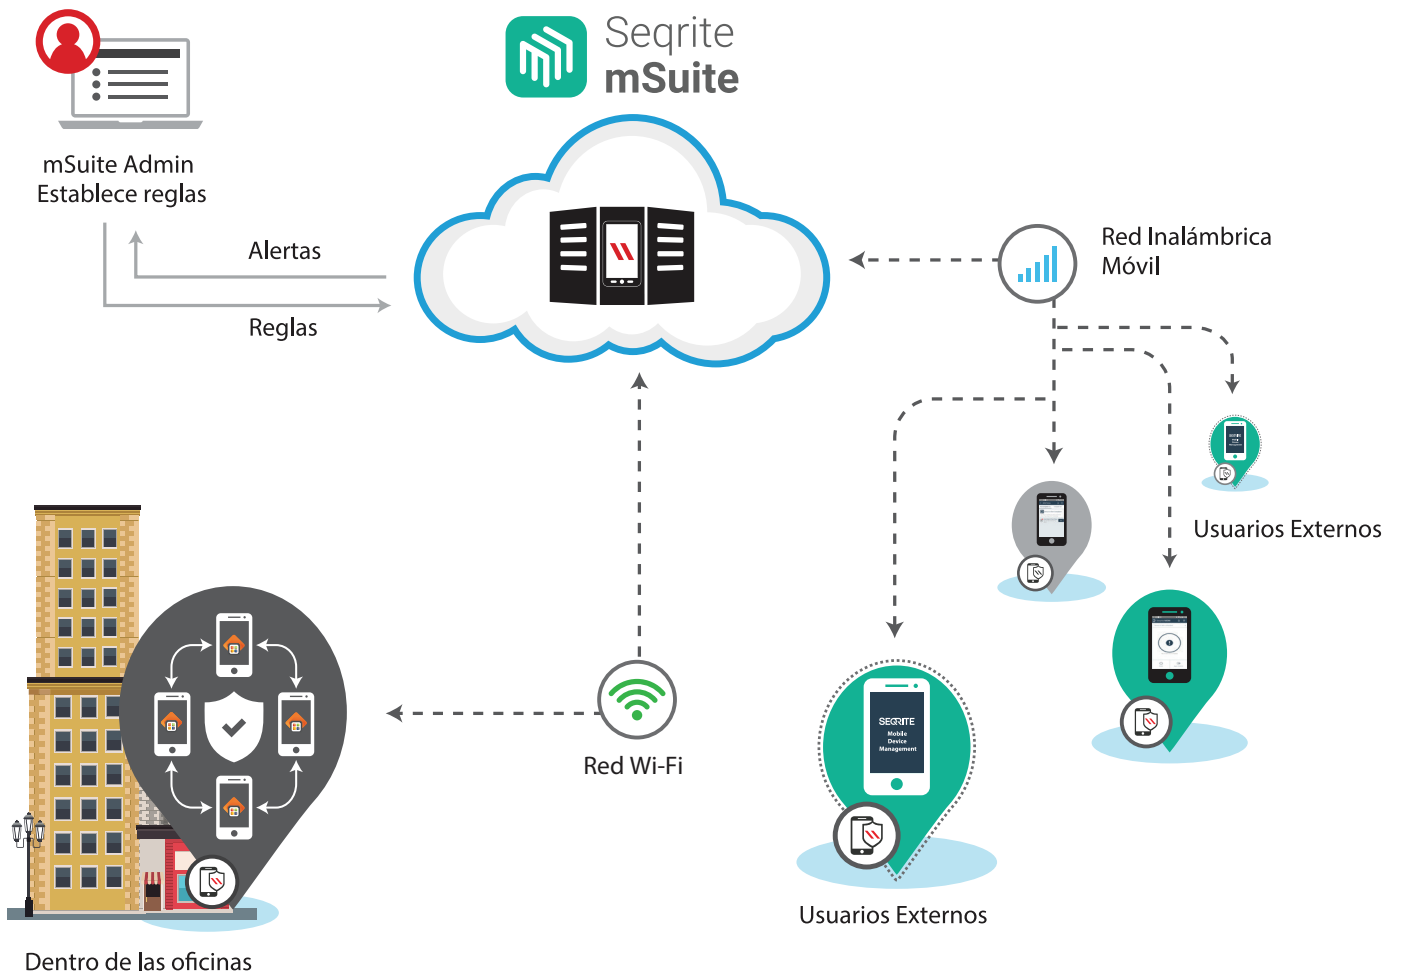 Seqrite
mSuite
mSuite Admin
Establece reglas
Alertas
Reglas
Red Inalámbrica
Móvil
Usuarios Externos
Red Wi-Fi
SEQRITE
Mobile
Device
Management
Usuarios Externos
Dentro de las oficinas